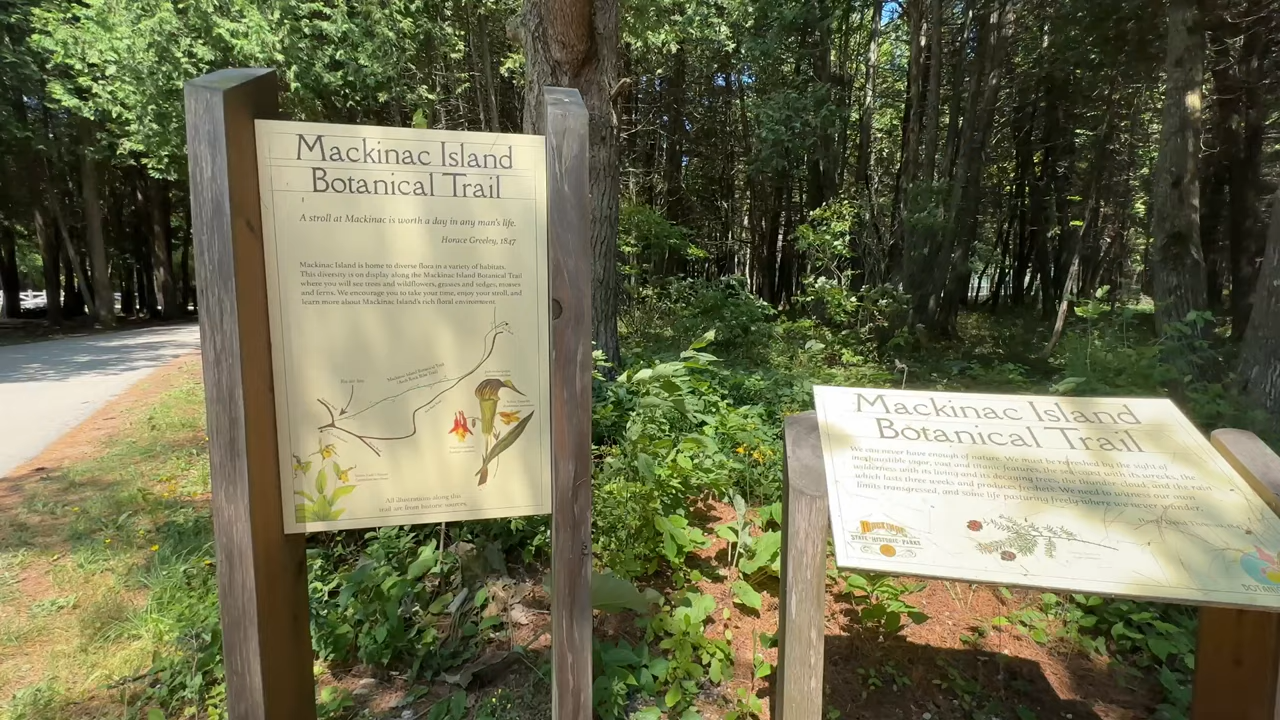 Mackinac Island
Botanical Trail
A stroll at Mackinac is worth a day in any man's life.
Horace Greeley, 1847
Mackinac Island is home to diverse flora in a variety of habitats.
This diversity is on display along the Mackinac Island Botanical Trail
where you will see trees and wildflowers, grasses and sedges, mosses
and ferns. We encourage you to take your time, enjoy your stroll, and
learn more about Mackinac Island's rich floral environment.
Mackinac Island Botanical Trail
All illustrations along this
trail are from historic sources.
Mackinac Island
Botanical Trail
We can never have enough of nature. We must be refreshed by the sight of
inexhaustible vigor, vast and titanic features, the sea-coast with its wrecks, the
wilderness with its living and its decaying trees, the thunder-cloud, and the rain
which lasts three weeks and produces freshets. We need to witness our own
limits transgressed, and some life pasturing freely where we never wander.
STATE HISTORIC PARKS